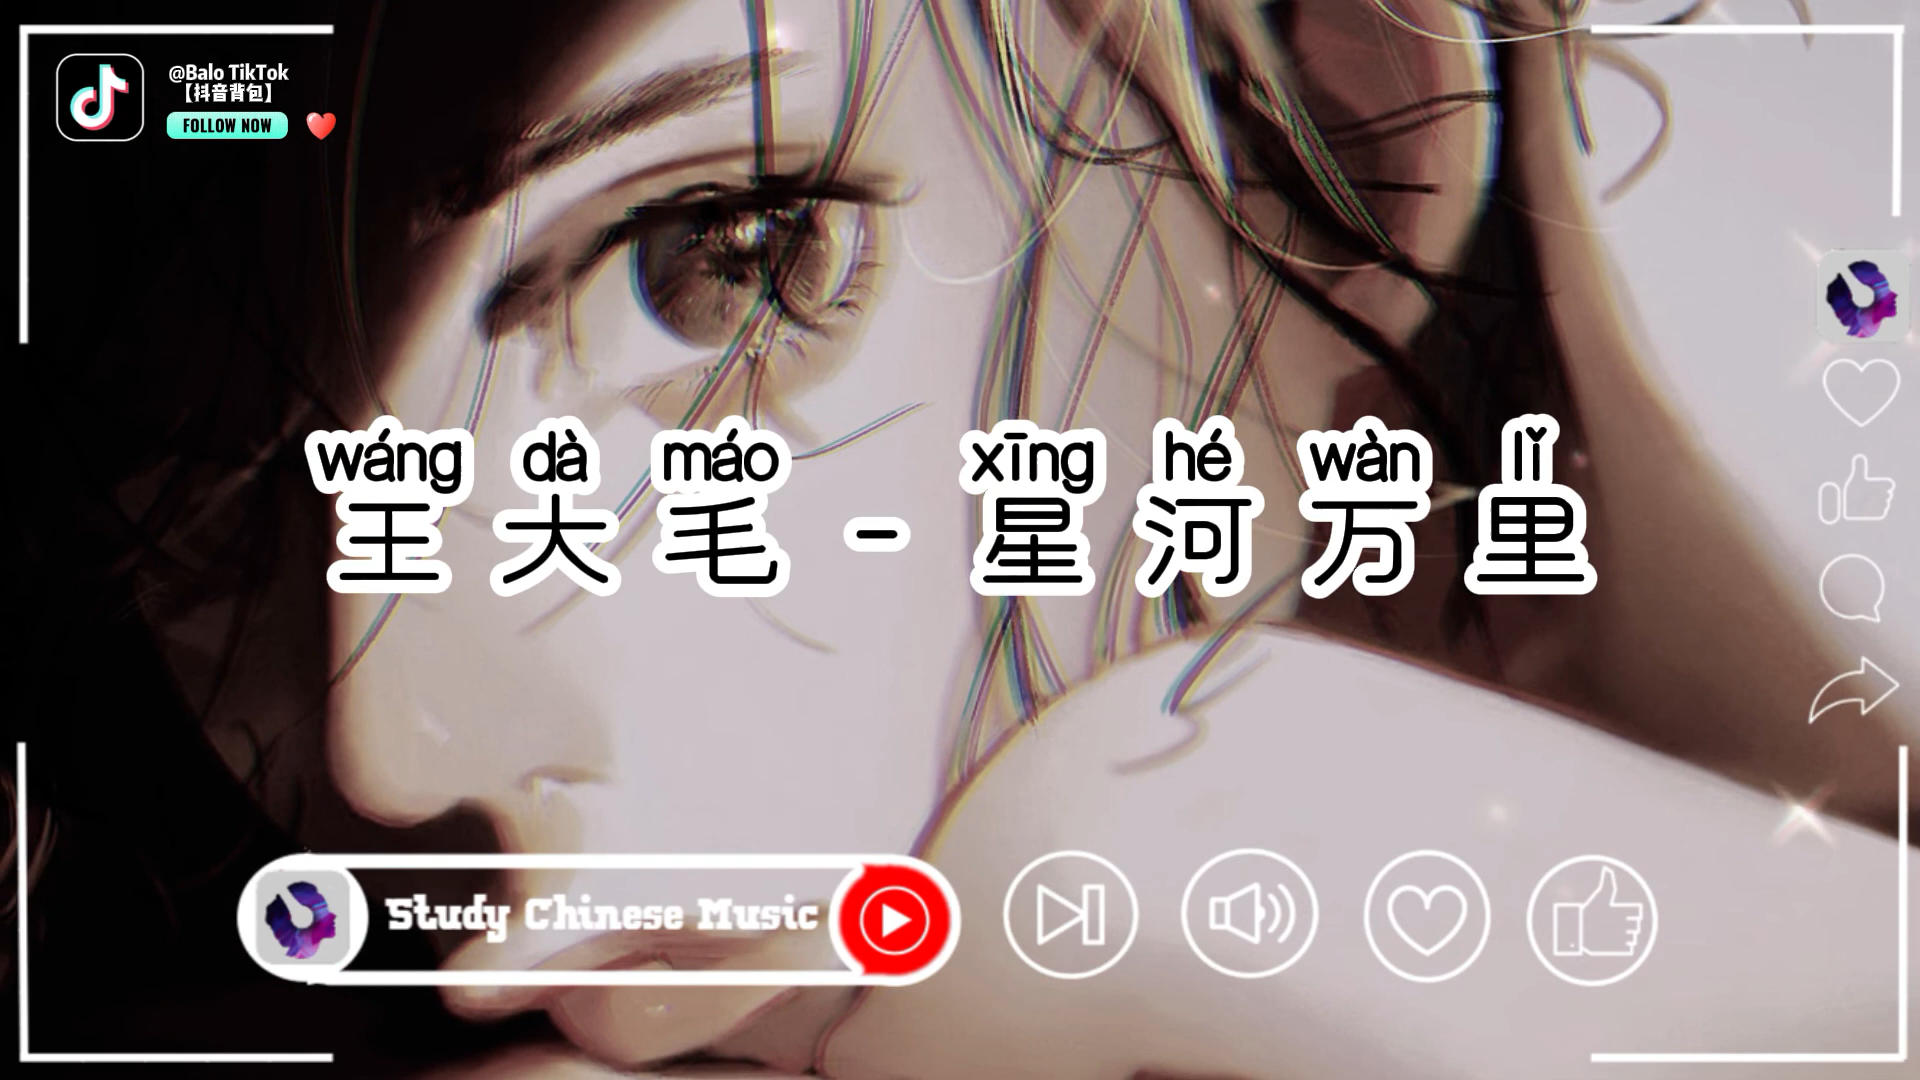 @Balo TikTok
【抖音背包】
FOLLOW NOW
wáng dà máo xīng hé wàn lǐ
王大毛 - 星河万里
Study Chinese Music